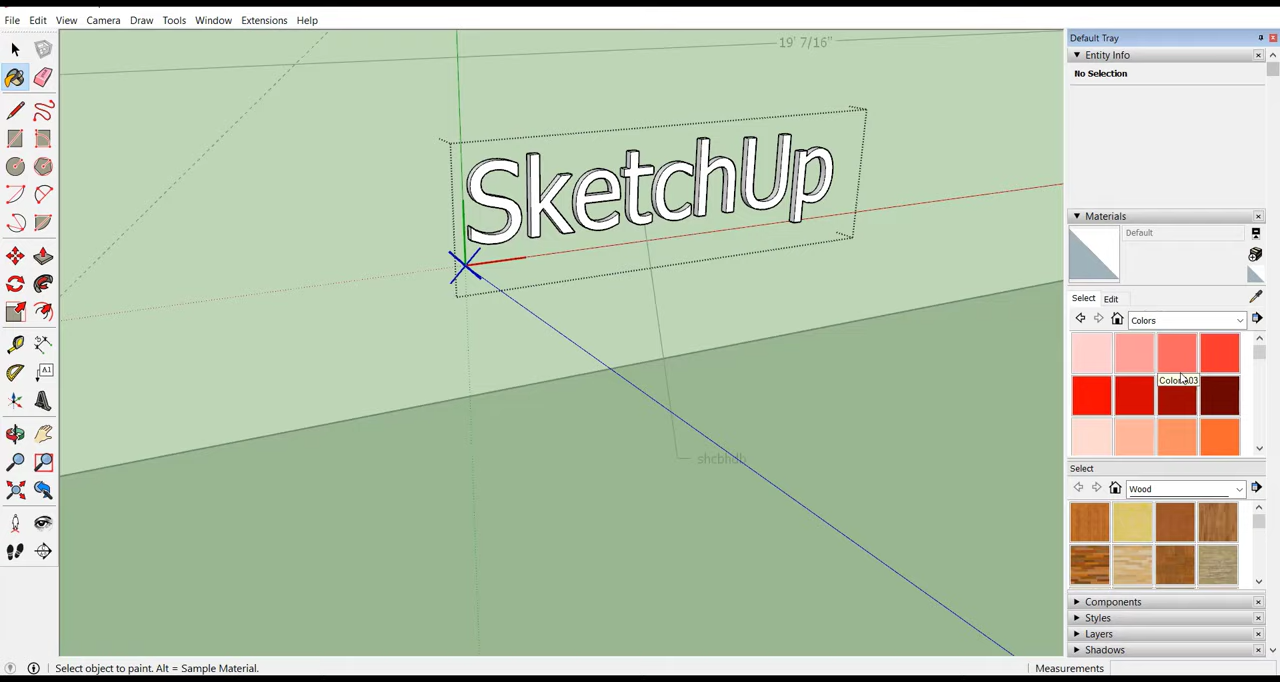 File Edit View Camera Draw Tools Window Extensions Help
Default Tray
Entity Info
No Selection
19' 7/16"
SketchUp
shcbhdb
A1
Materials
Default
Select Edit
Colors
Select
Wood
Components
Styles
Layers
Shadows
Select object to paint. Alt = Sample Material.
Measurements